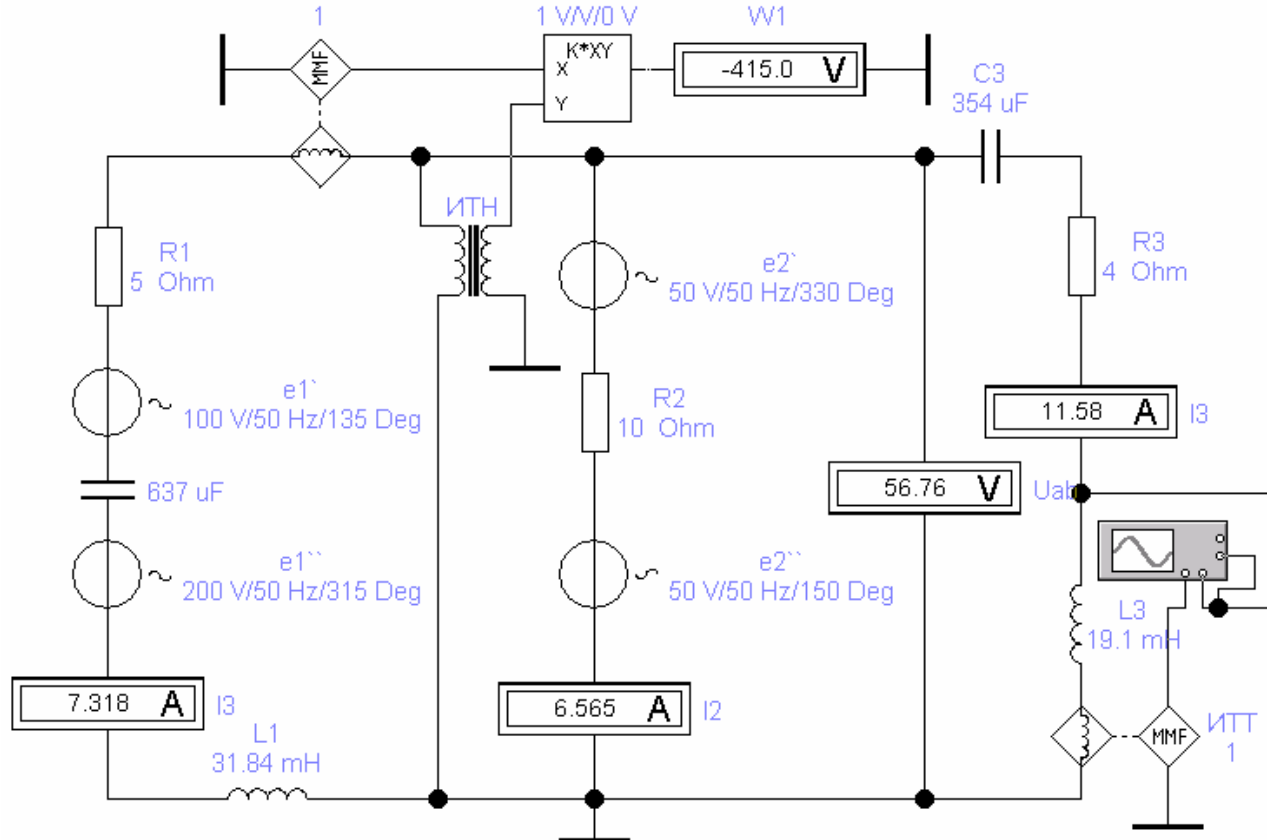 1
1 V/V/0 V
W1
MMF
K*XY
X
Y
-415.0 V
C3
354 uF
ИТН
R1
5 Ohm
e2`
50 V/50 Hz/330 Deg
R3
4 Ohm
e1`
100 V/50 Hz/135 Deg
R2
10 Ohm
11.58 A I3
637 uF
56.76 V Uab
e1``
200 V/50 Hz/315 Deg
e2``
50 V/50 Hz/150 Deg
L3
19.1 mH
7.318 A I3
6.565 A I2
L1
31.84 mH
MMF
ИТТ
1